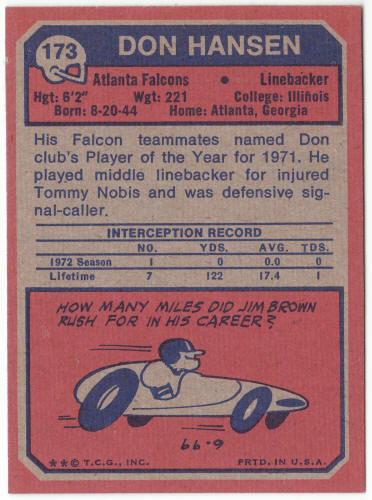 173
DON HANSEN
Atlanta Falcons • Linebacker
Hgt: 6'2" Wgt: 221 College: Illinois
Born: 8-20-44 Home: Atlanta, Georgia
His Falcon teammates named Don
club's Player of the Year for 1971. He
played middle linebacker for injured
Tommy Nobis and was defensive sig-
nal-caller.
INTERCEPTION RECORD
NO. YDS. AVG. TDS.
1972 Season 1 0 0.0 0
Lifetime 7 122 17.4 1
HOW MANY MILES DID JIM BROWN
RUSH FOR IN HIS CAREER?
6.99
**© T.C.G., INC. PRTD. IN U.S.A.